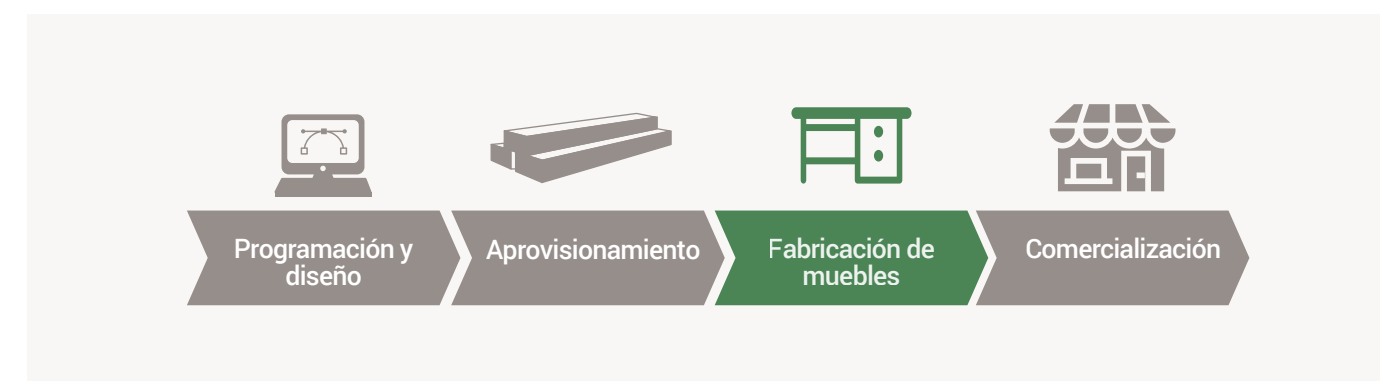 Programación y
diseño
Aprovisionamiento
Fabricación de
muebles
Comercialización